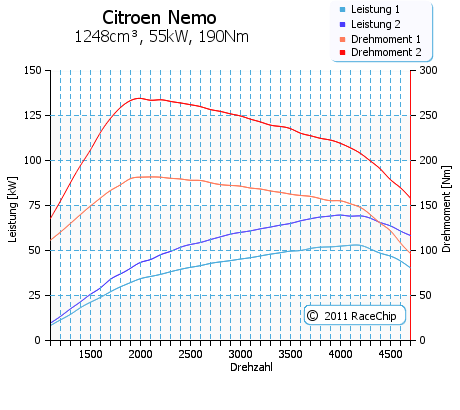 Citroen Nemo
1248cm³, 55kW, 190Nm
Leistung 1
Leistung 2
Drehmoment 1
Drehmoment 2
150
125
100
75
50
25
0
Leistung [kW]
300
250
200
150
100
50
0
Drehmoment [Nm]
1500 2000 2500 3000 3500 4000 4500
Drehzahl
© 2011 RaceChip